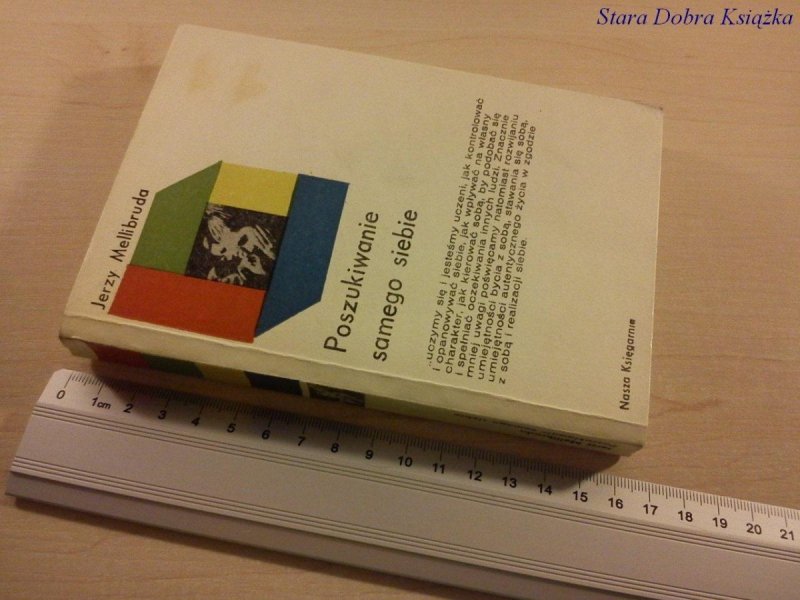 Stara Dobra Książka
Jerzy Mellibruda
Poszukiwanie
samego siebie
„uczymy się i jesteśmy uczeni, jak kontrolować
i opanowywać siebie, jak wpływać na własny
charakter, jak kierować sobą, by podobać się
i spełniać oczekiwania innych ludzi. Znacznie
mniej uwagi poświęcamy natomiast rozwijaniu
umiejętności bycia z sobą, stawania się sobą,
umiejętności autentycznego życia w zgodzie
z sobą i realizacji siebie.
Nasza Księgarnia
0 1cm 2 3 4 5 6 7 8 9 10 11 12 13 14 15 16 17 18 19 20 21